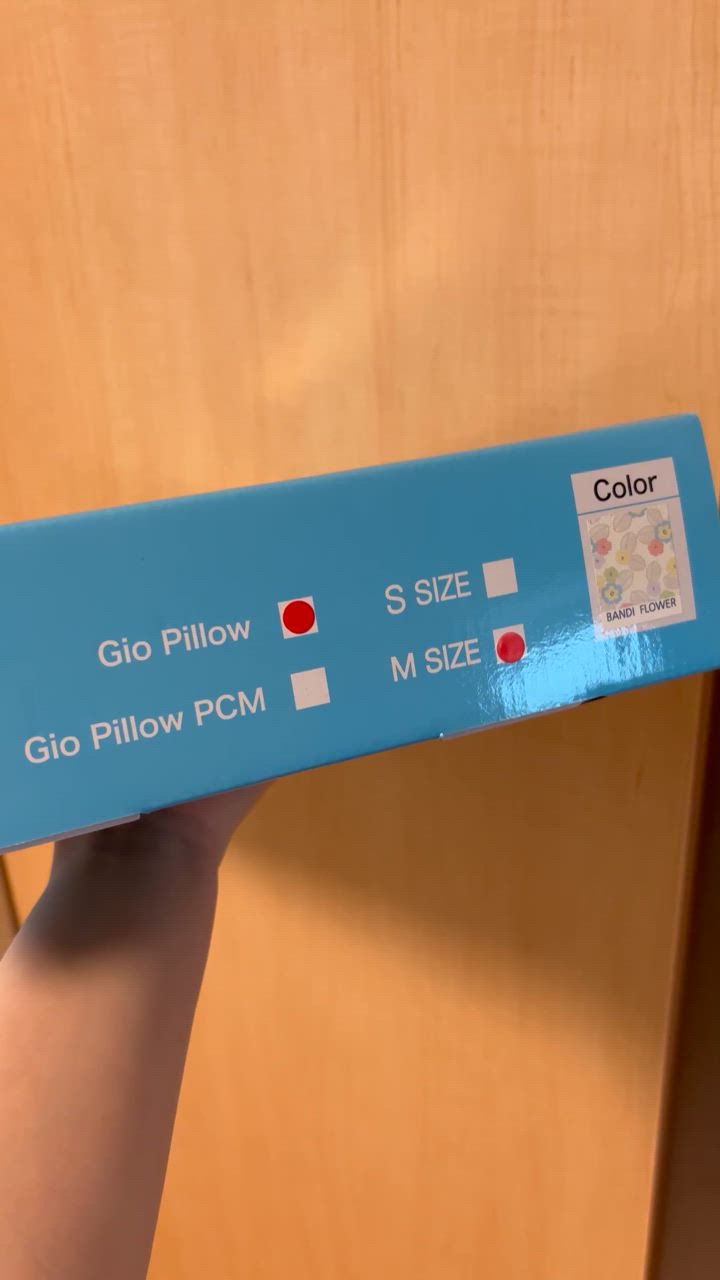 Color
BANDI FLOWER
Gio Pillow
Gio Pillow PCM
S SIZE
M SIZE